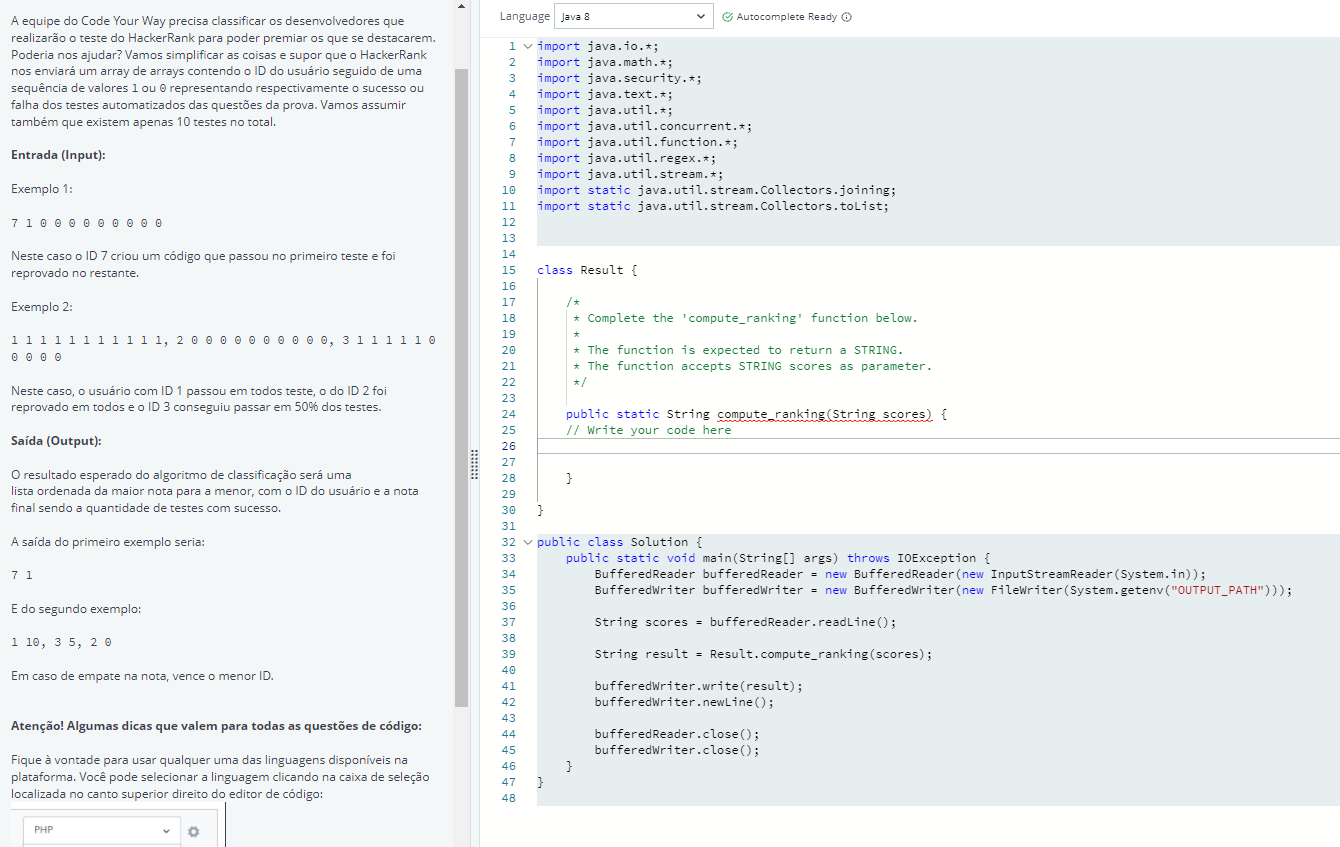 A equipe do Code Your Way precisa classificar os desenvolvedores que
realizarão o teste do HackerRank para poder premiar os que se destacarem.
Poderia nos ajudar? Vamos simplificar as coisas e supor que o HackerRank
nos enviará um array de arrays contendo o ID do usuário seguido de uma
sequência de valores 1 ou 0 representando respectivamente o sucesso ou
falha dos testes automatizados das questões da prova. Vamos assumir
também que existem apenas 10 testes no total.
Entrada (Input):
Exemplo 1:
7 1 0 0 0 0 0 0 0 0 0
Neste caso o ID 7 criou um código que passou no primeiro teste e foi
reprovado no restante.
Exemplo 2:
1 1 1 1 1 1 1 1 1 1 1, 2 0 0 0 0 0 0 0 0 0 0, 3 1 1 1 1 1 0
0 0 0 0
Neste caso, o usuário com ID 1 passou em todos teste, o do ID 2 foi
reprovado em todos e o ID 3 conseguiu passar em 50% dos testes.
Saída (Output):
O resultado esperado do algoritmo de classificação será uma
lista ordenada da maior nota para a menor, com o ID do usuário e a nota
final sendo a quantidade de testes com sucesso.
A saída do primeiro exemplo seria:
7 1
E do segundo exemplo:
1 10, 3 5, 2 0
Em caso de empate na nota, vence o menor ID.
Atenção! Algumas dicas que valem para todas as questões de código:
Fique à vontade para usar qualquer uma das linguagens disponíveis na
plataforma. Você pode selecionar a linguagem clicando na caixa de seleção
localizada no canto superior direito do editor de código:
PHP
Language Java 8 Autocomplete Ready
1 import java.io.*;
2 import java.math.*;
3 import java.security.*;
4 import java.text.*;
5 import java.util.*;
6 import java.util.concurrent.*;
7 import java.util.function.*;
8 import java.util.regex.*;
9 import java.util.stream.*;
10 import static java.util.stream.Collectors.joining;
11 import static java.util.stream.Collectors.toList;
12
13
14
15 class Result {
16
17 /*
18 * Complete the 'compute_ranking' function below.
19 *
20 * The function is expected to return a STRING.
21 * The function accepts STRING scores as parameter.
22 */
23
24 public static String compute_ranking(String scores) {
25 // Write your code here
26
27
28 }
29
30 }
31
32 public class Solution {
33 public static void main(String[] args) throws IOException {
34 BufferedReader bufferedReader = new BufferedReader(new InputStreamReader(System.in));
35 BufferedWriter bufferedWriter = new BufferedWriter(new FileWriter(System.getenv("OUTPUT_PATH")));
36
37 String scores = bufferedReader.readLine();
38
39 String result = Result.compute_ranking(scores);
40
41 bufferedWriter.write(result);
42 bufferedWriter.newLine();
43
44 bufferedReader.close();
45 bufferedWriter.close();
46 }
47 }
48